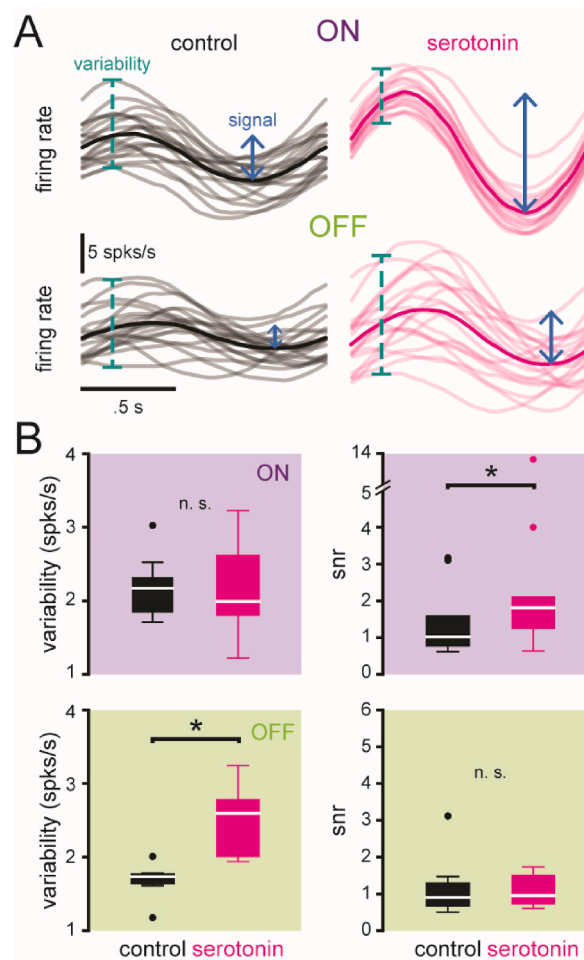 A
control
ON
serotonin
variability
signal
firing rate
OFF
5 spks/s
firing rate
.5 s
B
4
3
2
1
variability (spks/s)
n. s.
ON
14
5
4
3
2
1
0
snr
*
4
3
2
1
variability (spks/s)
*
OFF
6
5
4
3
2
1
0
snr
n. s.
control serotonin
control serotonin